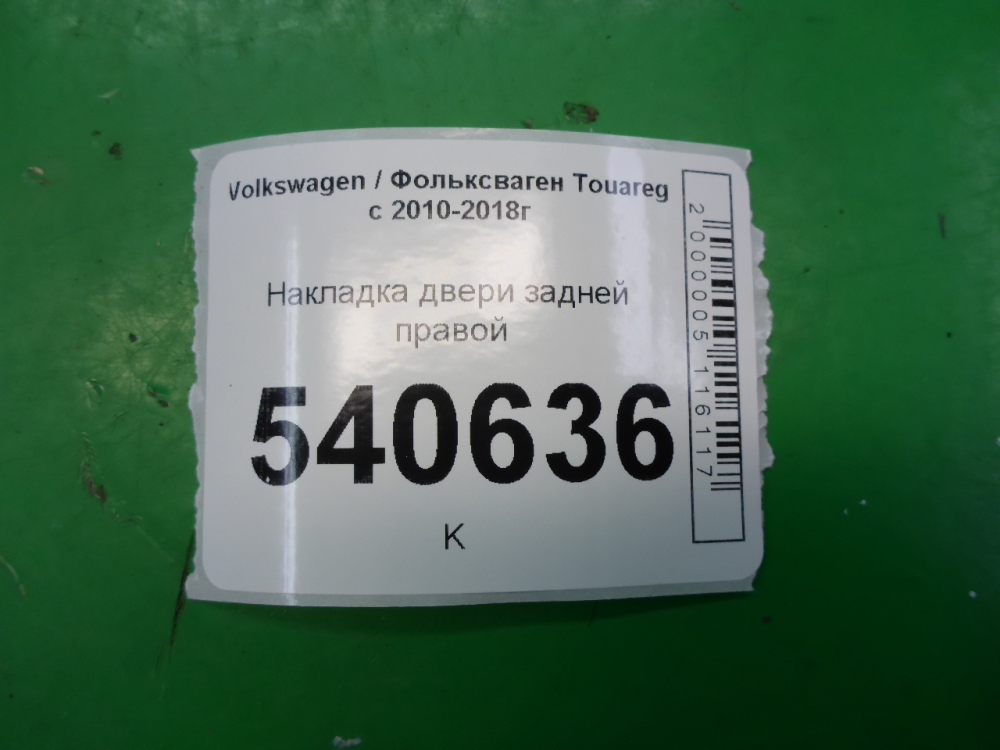 Volkswagen / Фольксваген Touareg
с 2010-2018г
Накладка двери задней
правой
540636
К
2000005116117